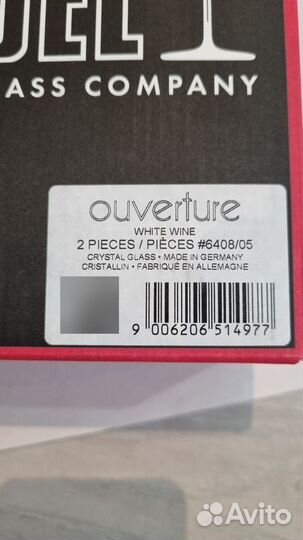 DEL
ASS COMPANY
ouverture
WHITE WINE
2 PIECES / PIÈCES #6408/05
CRYSTAL GLASS • MADE IN GERMANY
CRISTALLIN • FABRIQUÉ EN ALLEMAGNE
9 006206 514977
Avito